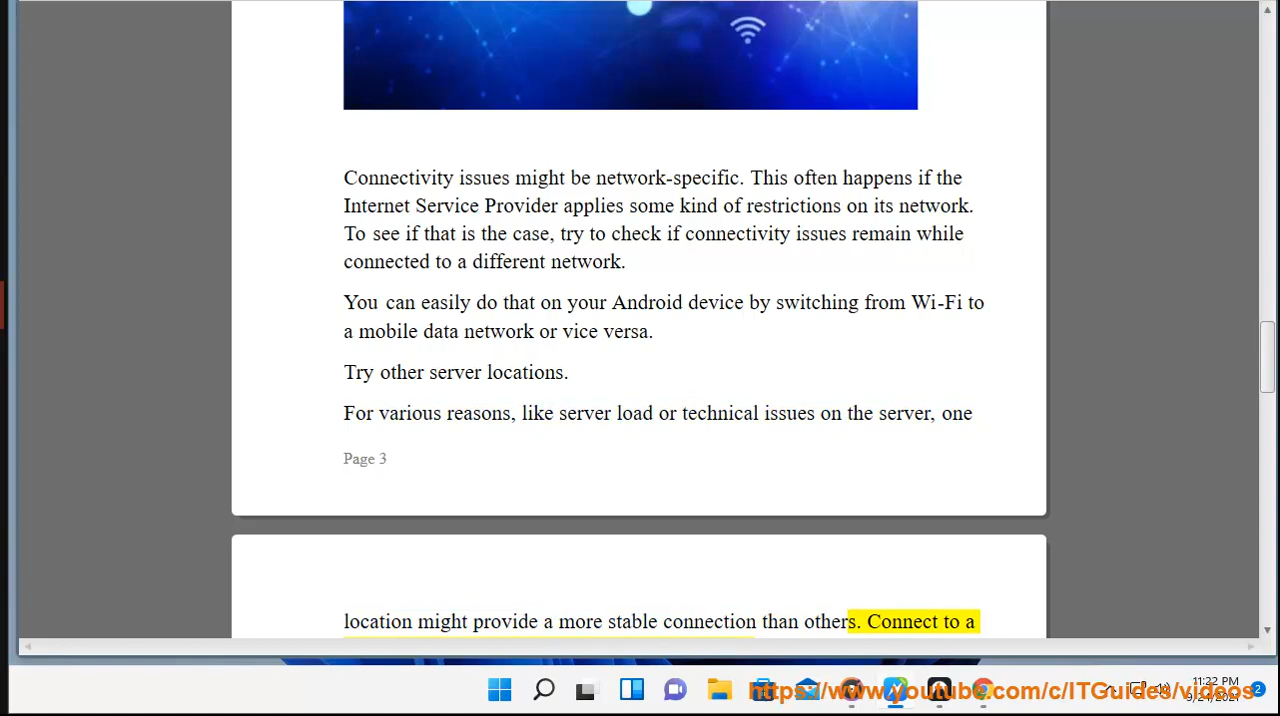 Connectivity issues might be network-specific. This often happens if the
Internet Service Provider applies some kind of restrictions on its network.
To see if that is the case, try to check if connectivity issues remain while
connected to a different network.
You can easily do that on your Android device by switching from Wi-Fi to
a mobile data network or vice versa.
Try other server locations.
For various reasons, like server load or technical issues on the server, one
Page 3
location might provide a more stable connection than others. Connect to a
11:22 PM
https://www.youtube.com/c/ITGuides/videos
2